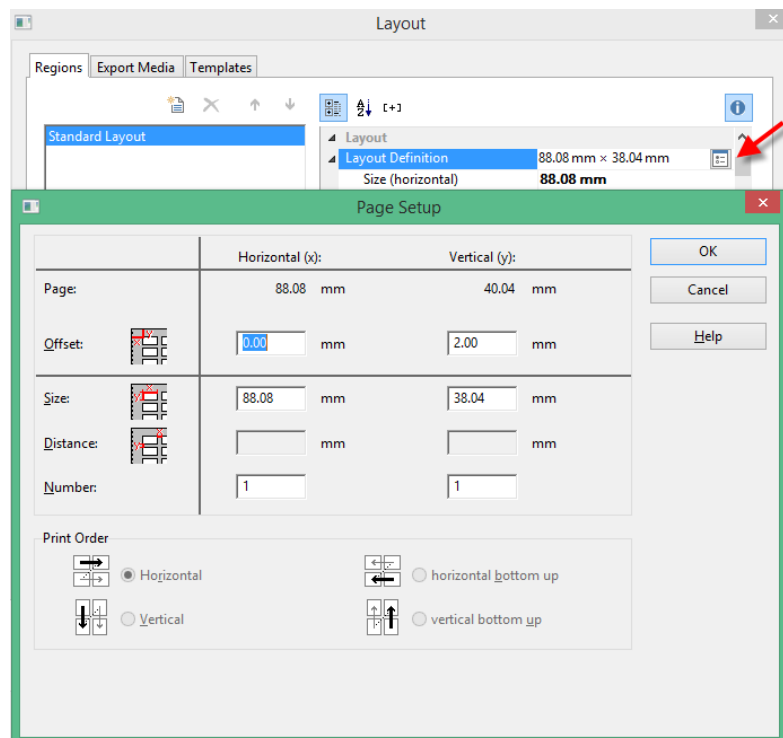 Layout
Regions Export Media Templates
[+]
Standard Layout
Layout
Layout Definition 88.08 mm × 38.04 mm
Size (horizontal) 88.08 mm
Page Setup
Horizontal (x): Vertical (y): OK
Page: 88.08 mm 40.04 mm Cancel
Offset: 0.00 mm 2.00 mm Help
Size: 88.08 mm 38.04 mm
Distance: mm mm
Number: 1 1
Print Order
Horizontal horizontal bottom up
Vertical vertical bottom up